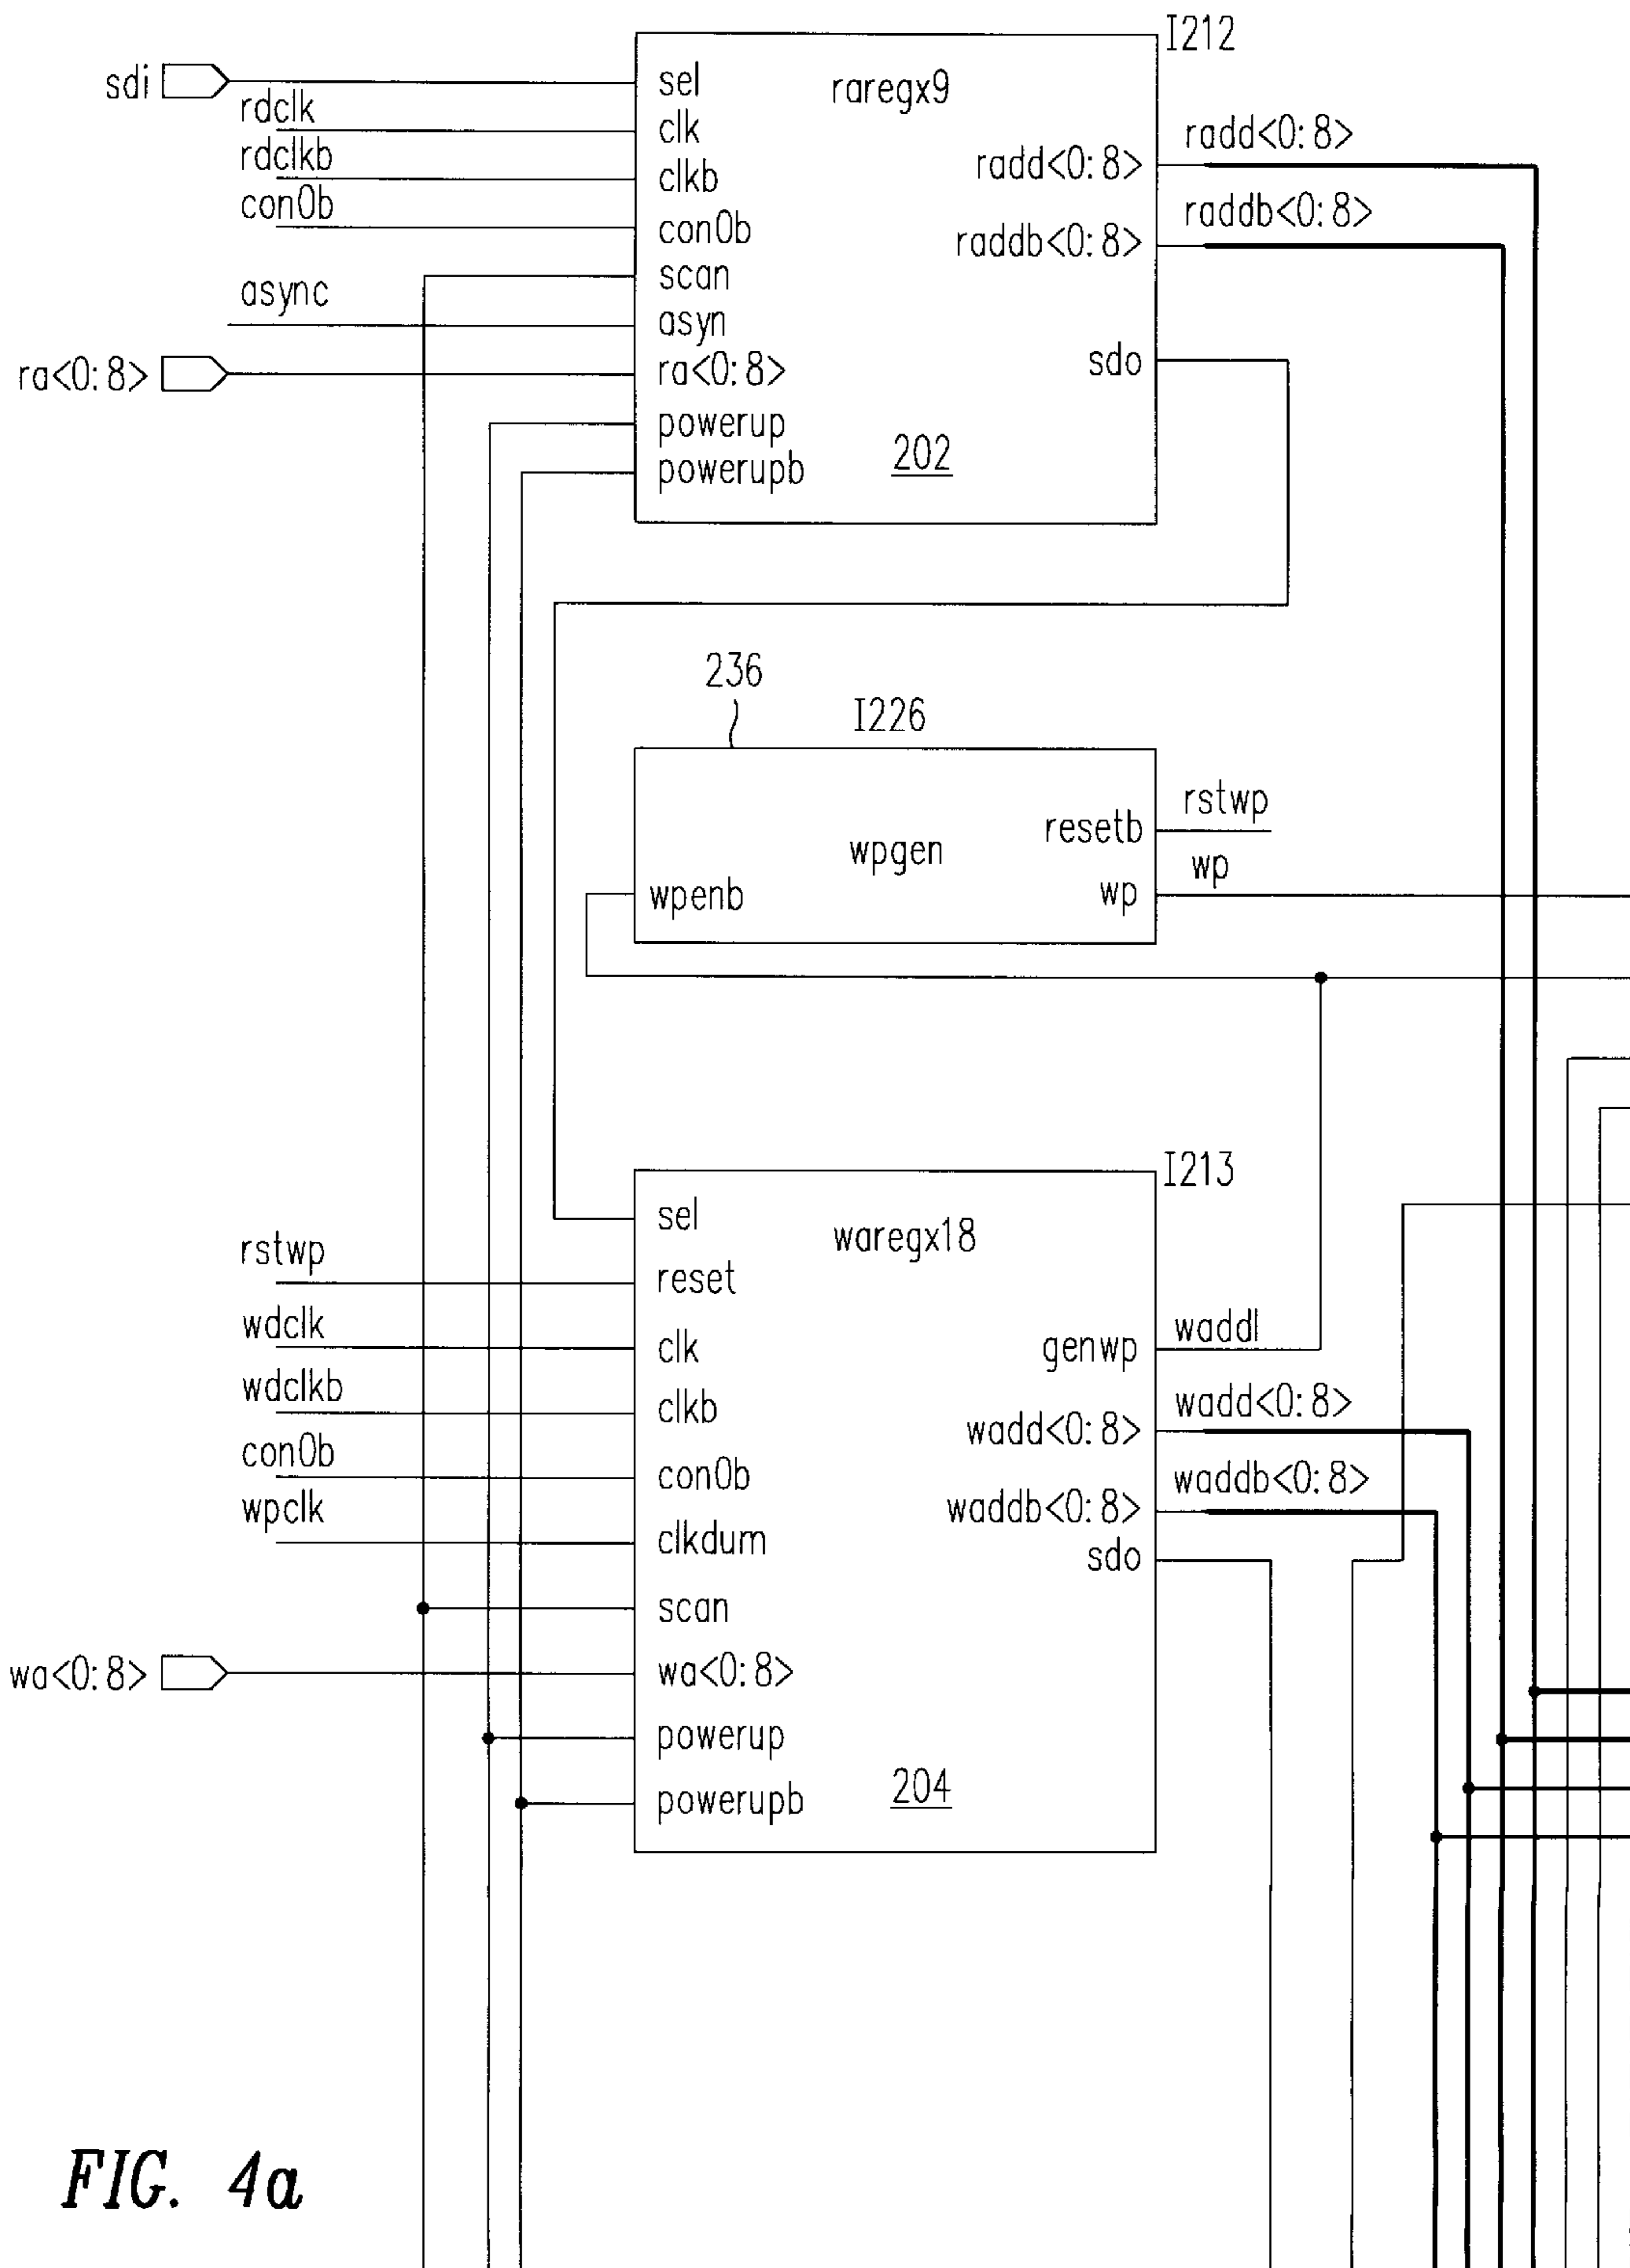 I212
sdi
sel
raregx9
rdclk
clk
radd<0:8>
radd<0:8>
rdclkb
clkb
raddb<0:8>
raddb<0:8>
con0b
con0b
scan
async
asyn
ra<0:8>
ra<0:8>
sdo
powerup
202
powerupb
236
I226
rstwp
resetb
wpgen
wp
wpenb
wp
I213
sel
waregx18
rstwp
reset
wdclk
clk
waddl
genwp
wdclkb
clkb
wadd<0:8>
wadd<0:8>
con0b
con0b
waddb<0:8>
waddb<0:8>
wpclk
clkdum
sdo
scan
wa<0:8>
wa<0:8>
powerup
204
powerupb
FIG. 4a